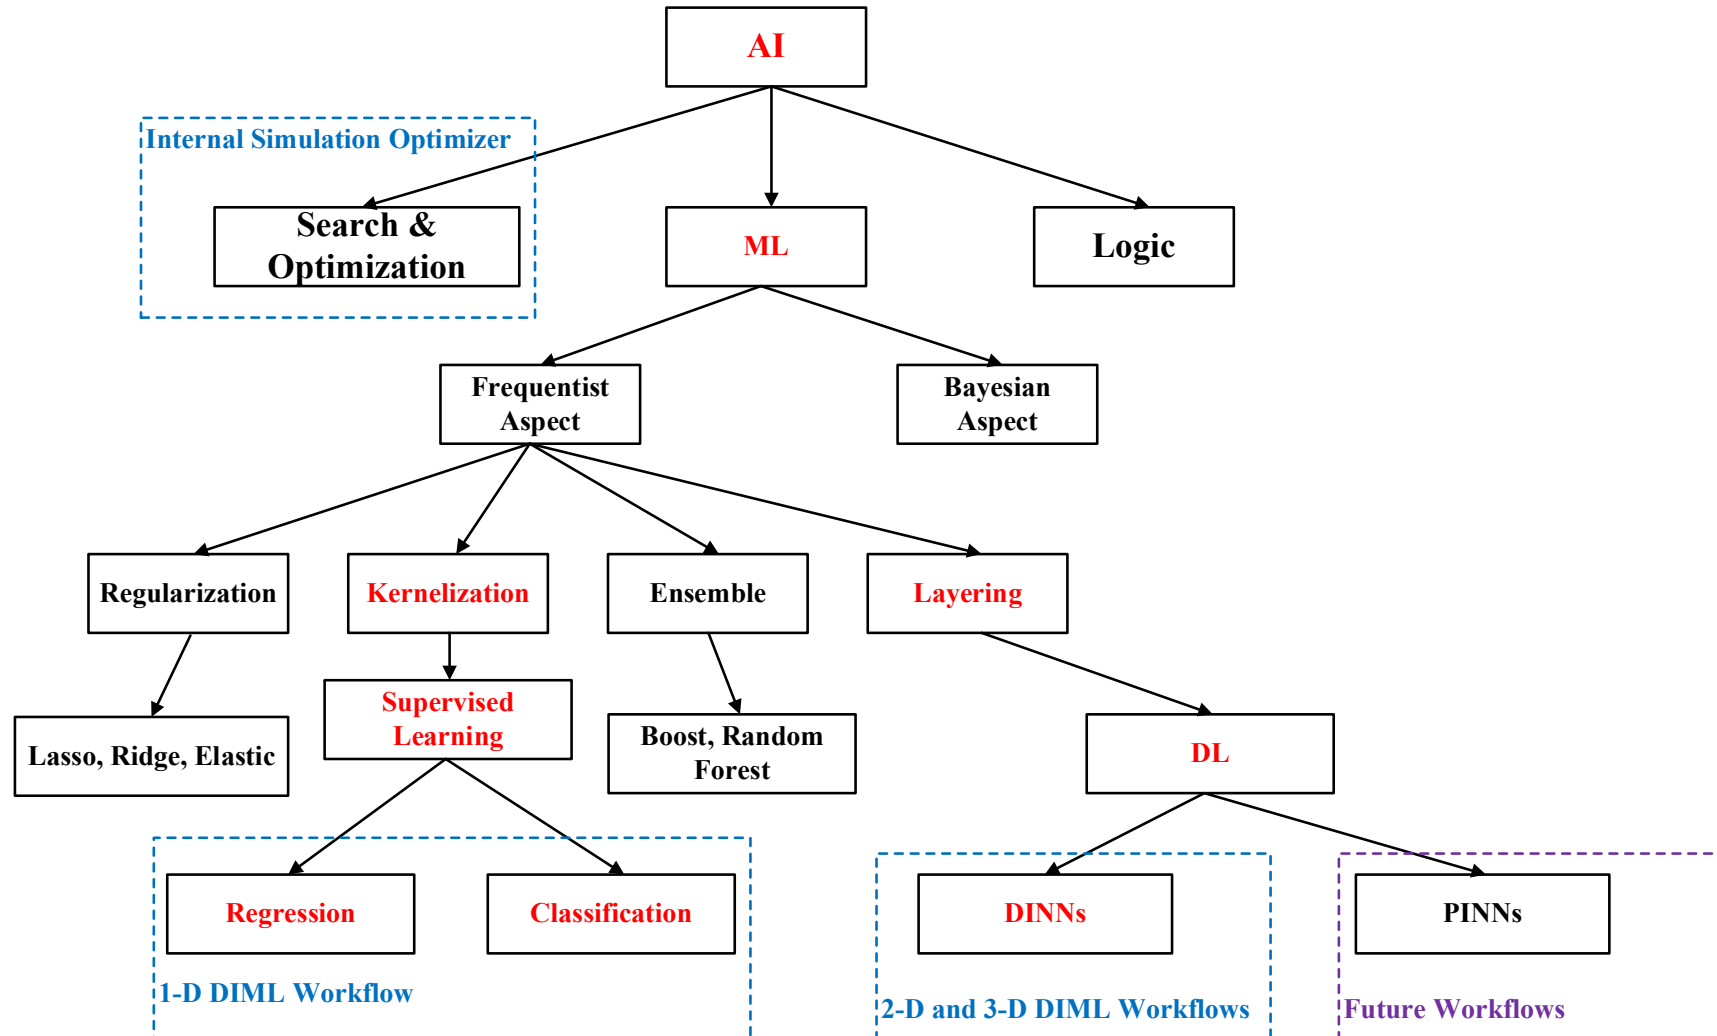 AI
Internal Simulation Optimizer
Search &
Optimization
ML
Logic
Frequentist
Aspect
Bayesian
Aspect
Regularization
Kernelization
Ensemble
Layering
Lasso, Ridge, Elastic
Supervised
Learning
Boost, Random
Forest
DL
Regression
Classification
DINNs
PINNs
1-D DIML Workflow
2-D and 3-D DIML Workflows
Future Workflows